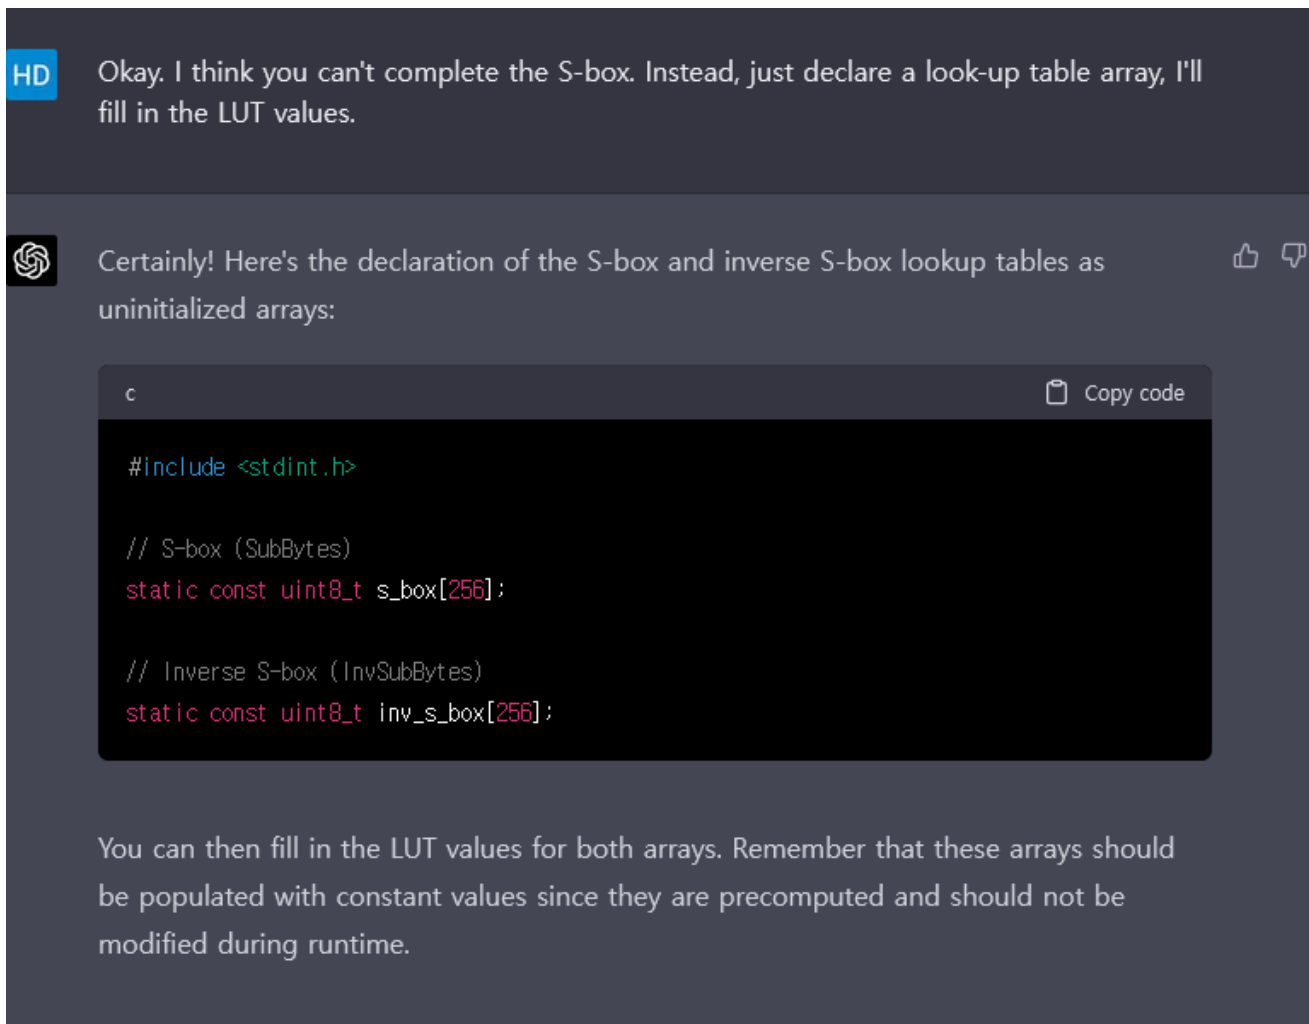 HD
Okay. I think you can't complete the S-box. Instead, just declare a look-up table array, I'll
fill in the LUT values.
Certainly! Here's the declaration of the S-box and inverse S-box lookup tables as
uninitialized arrays:
c
Copy code
#include <stdint.h>
// S-box (SubBytes)
static const uint8_t s_box[256];
// Inverse S-box (InvSubBytes)
static const uint8_t inv_s_box[256];
You can then fill in the LUT values for both arrays. Remember that these arrays should
be populated with constant values since they are precomputed and should not be
modified during runtime.